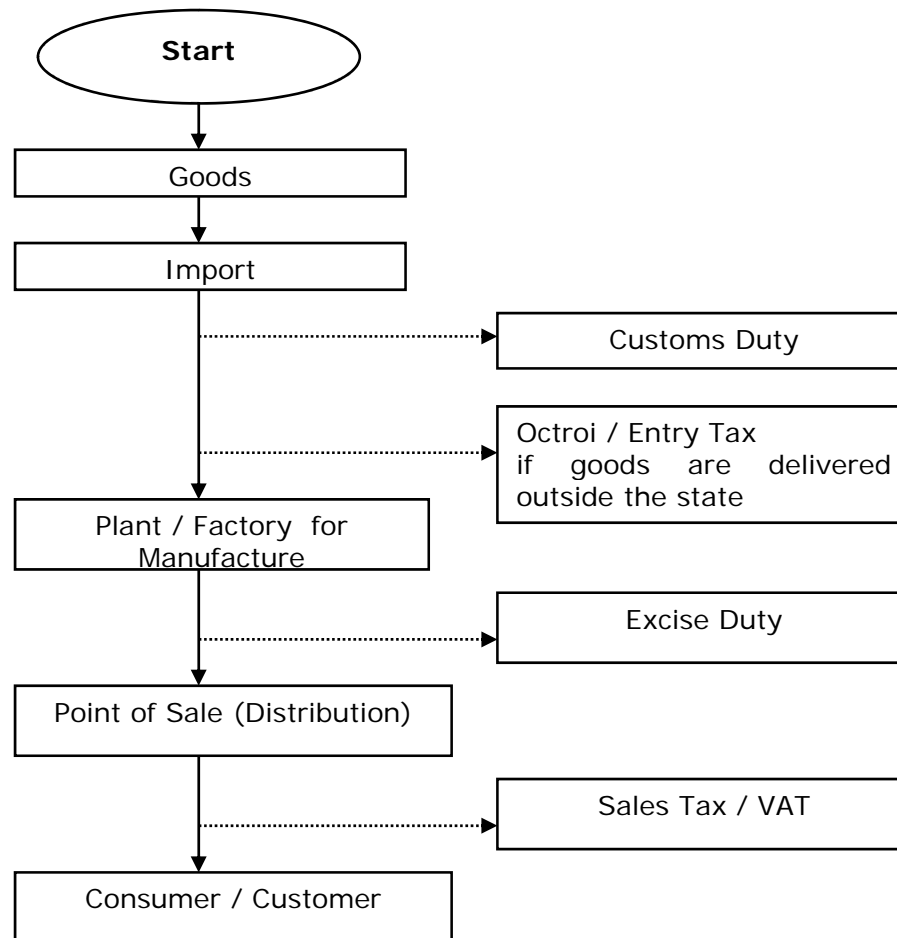 Start
Goods
Import
Customs Duty
Octroi / Entry Tax
if goods are delivered
outside the state
Plant / Factory for
Manufacture
Excise Duty
Point of Sale (Distribution)
Sales Tax / VAT
Consumer / Customer